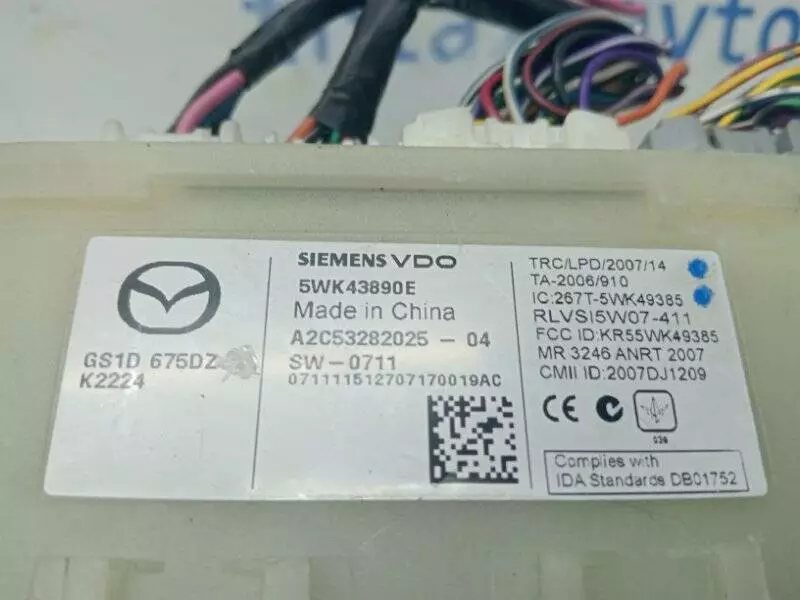 GS1D 675DZ
K2224
SIEMENS VDO
5WK43890E
Made in China
A2C53282025 - 04
SW-0711
071111512707170019AC
TRC/LPD/2007/14
TA-2006/910
IC:267T-5WK49385
RLVSI5W07-411
FCC ID:KR55WK49385
MR 3246 ANRT 2007
CMII ID:2007DJ1209
CE
036
Complies with
IDA Standards DB01752